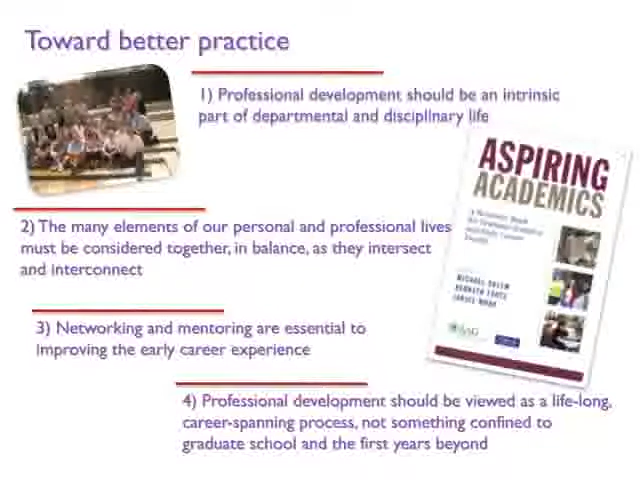 Toward better practice
1) Professional development should be an intrinsic
part of departmental and disciplinary life
ASPIRING
ACADEMICS
2) The many elements of our personal and professional lives
must be considered together, in balance, as they intersect
and interconnect
3) Networking and mentoring are essential to
improving the early career experience
4) Professional development should be viewed as a life-long,
career-spanning process, not something confined to
graduate school and the first years beyond